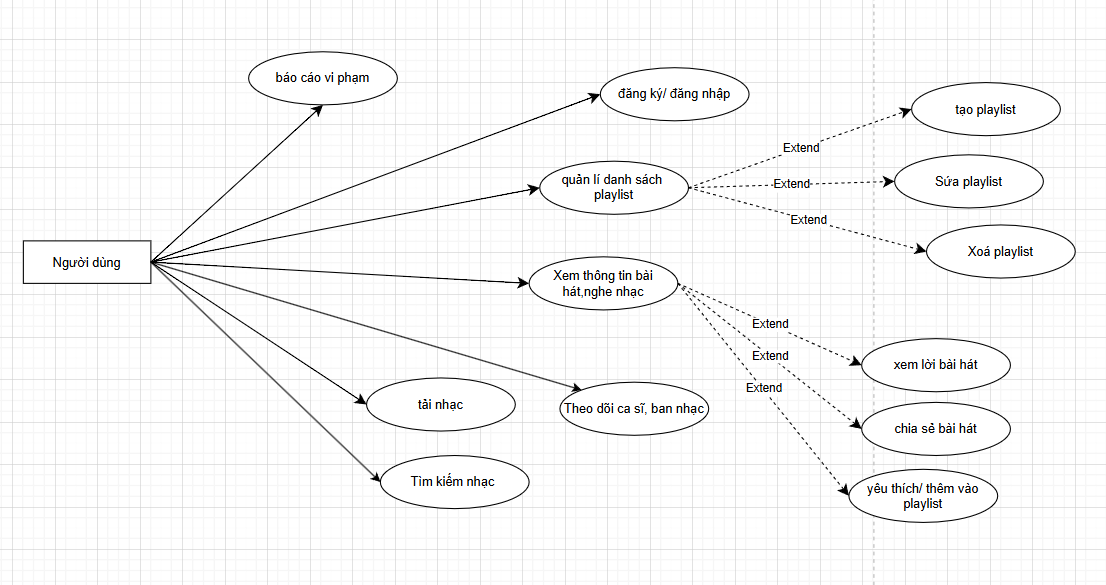 báo cáo vi phạm
đăng ký/ đăng nhập
tạo playlist
Extend
quản lí danh sách
playlist
Extend
Sứa playlist
Extend
Xoá playlist
Người dùng
Xem thông tin bài
hát,nghe nhạc
Extend
Extend
xem lời bài hát
Extend
tải nhạc
Theo dõi ca sĩ, ban nhạc
chia sẻ bài hát
Tìm kiếm nhạc
yêu thích/ thêm vào
playlist